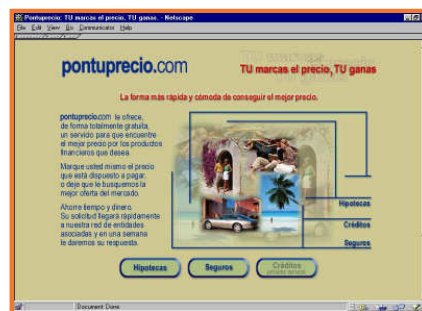 Pontuprecio: TU marcas el precio, TU ganas. - Netscape
File Edit View Go Communicator Help
pontuprecio.com
TU marcas el precio, TU ganas
La forma más rápida y cómoda de conseguir el mejor precio.
pontuprecio.com le ofrece,
de forma totalmente gratuita,
un servicio para que encuentre
el mejor precio por los productos
financieros que desea.
Marque usted mismo el precio
que está dispuesto a pagar,
o deje que le busquemos la
mejor oferta del mercado.
Ahorre tiempo y dinero.
Su solicitud llegará rápidamente
a nuestra red de entidades
asociadas y en una semana
le daremos su respuesta.
Hipotecas
Créditos
Seguros
Hipotecas
Seguros
Créditos
Document: Done